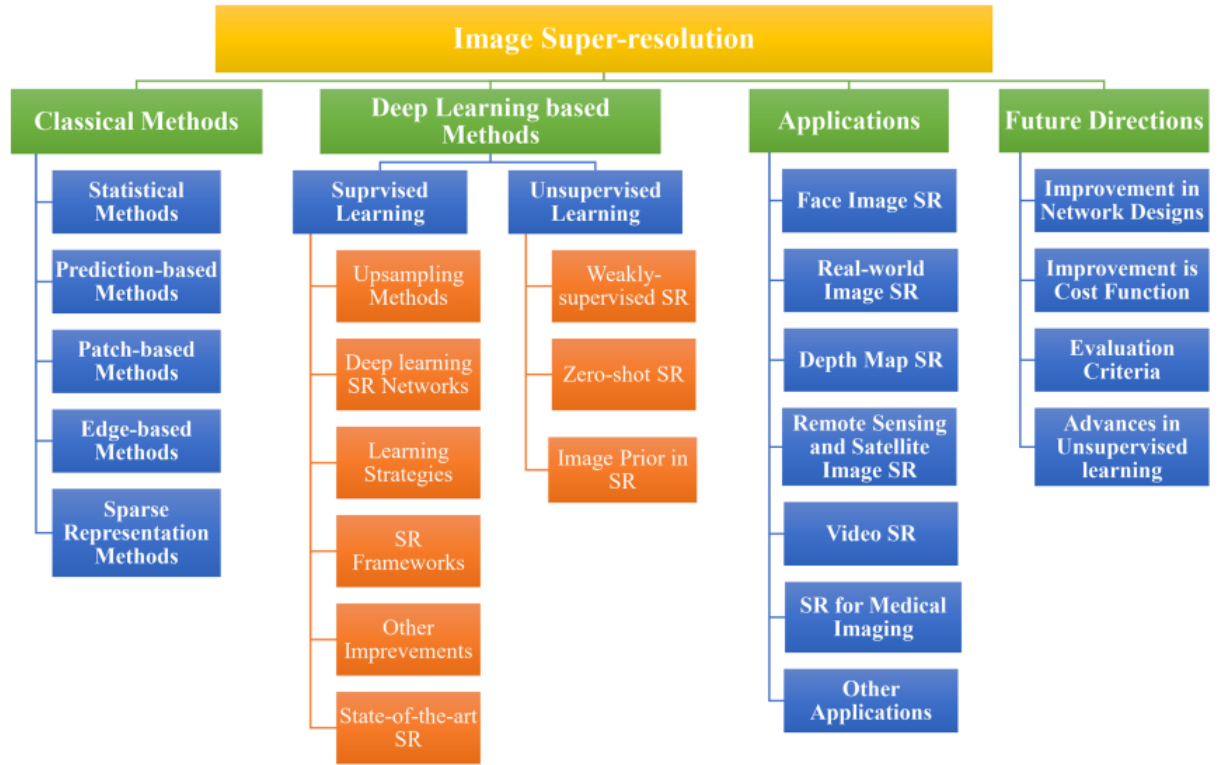 Image Super-resolution
Classical Methods
Statistical
Methods
Prediction-based
Methods
Patch-based
Methods
Edge-based
Methods
Sparse
Representation
Methods
Deep Learning based
Methods
Suprvised
Learning
Upsampling
Methods
Deep learning
SR Networks
Learning
Strategies
SR
Frameworks
Other
Imprevements
State-of-the-art
SR
Unsupervised
Learning
Weakly-
supervised SR
Zero-shot SR
Image Prior in
SR
Applications
Face Image SR
Real-world
Image SR
Depth Map SR
Remote Sensing
and Satellite
Image SR
Video SR
SR for Medical
Imaging
Other
Applications
Future Directions
Improvement in
Network Designs
Improvement is
Cost Function
Evaluation
Criteria
Advances in
Unsupervised
learning